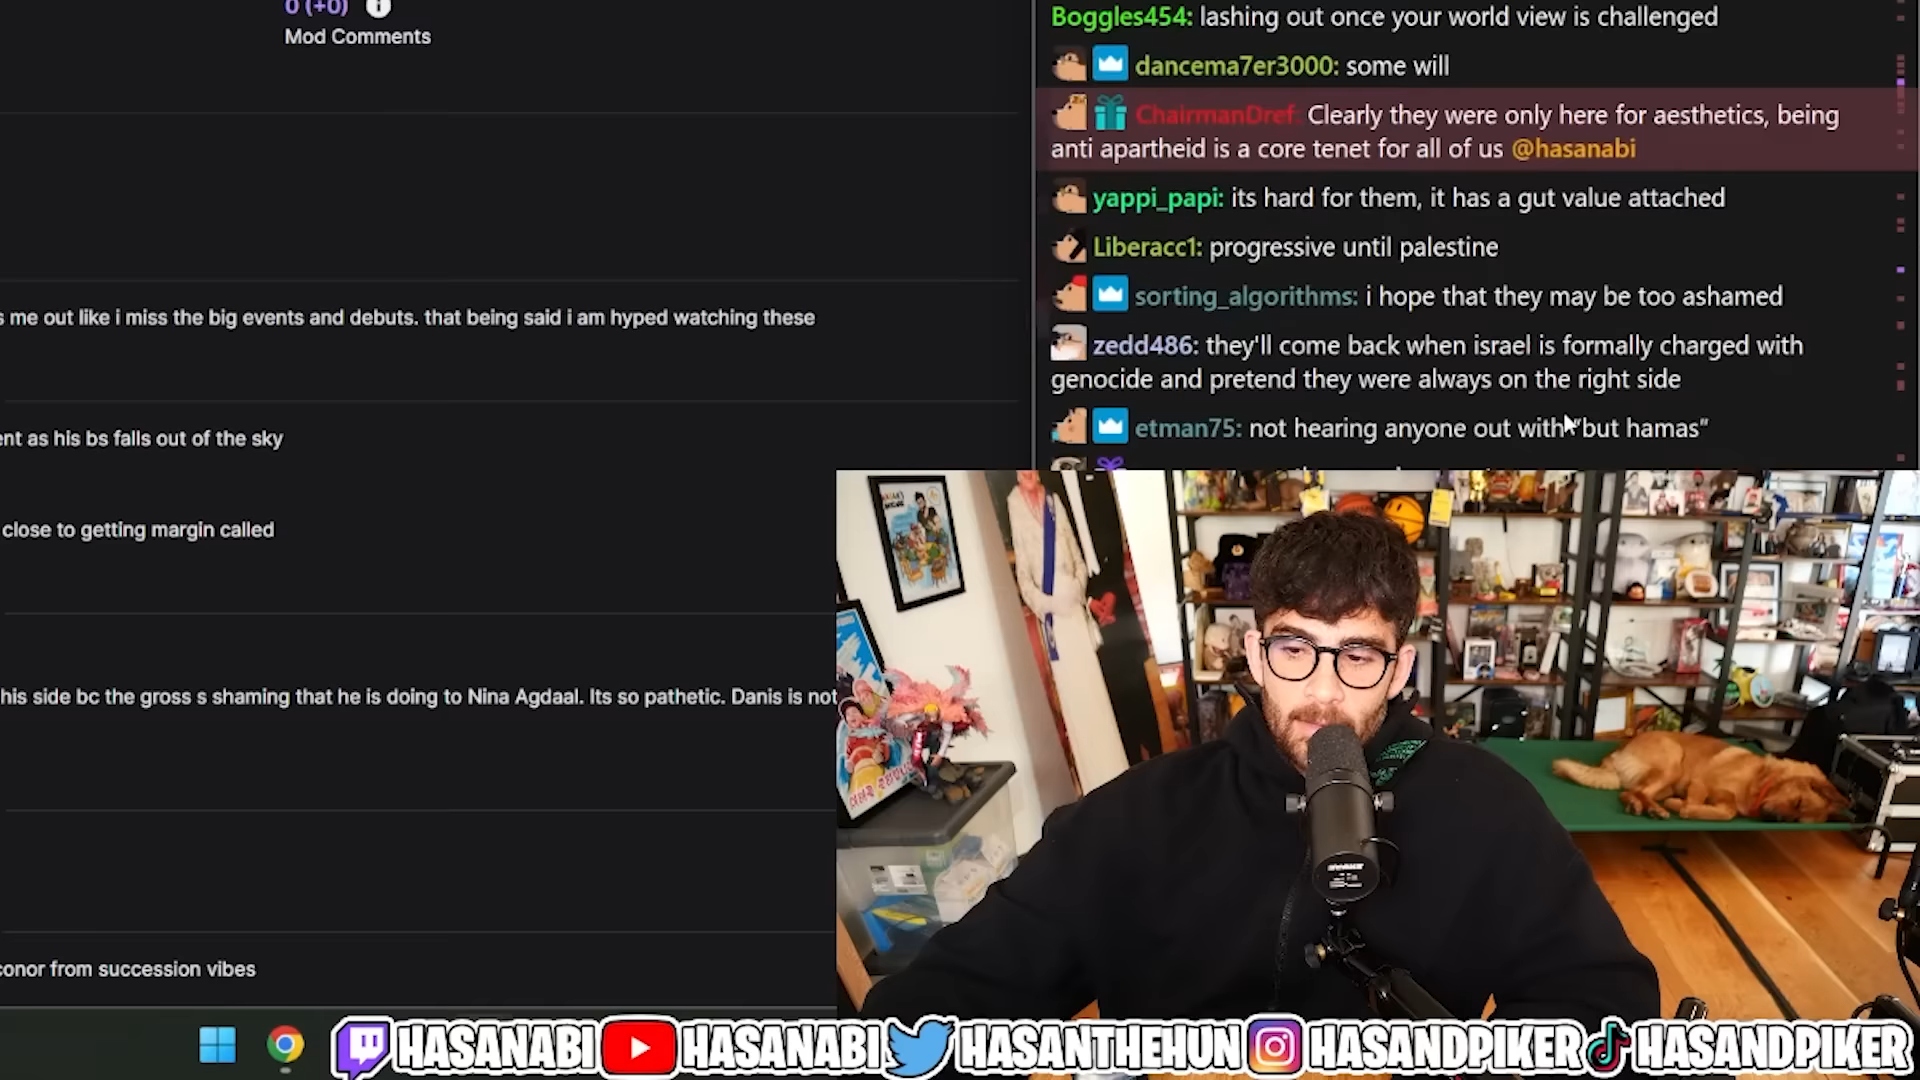 0 (+0)
Mod Comments
s me out like i miss the big events and debuts. that being said i am hyped watching these
ent as his bs falls out of the sky
close to getting margin called
his side bc the gross s shaming that he is doing to Nina Agdaal. Its so pathetic. Danis is not
conor from succession vibes
Boggles454: lashing out once your world view is challenged
dancema7er3000: some will
ChairmanDref: Clearly they were only here for aesthetics, being
anti apartheid is a core tenet for all of us @hasanabi
yappi_papi: its hard for them, it has a gut value attached
Liberacc1: progressive until palestine
sorting_algorithms: i hope that they may be too ashamed
zedd486: they'll come back when israel is formally charged with
genocide and pretend they were always on the right side
etman75: not hearing anyone out with “but hamas”
HASANABI HASANABI HASANTHEHUN HASANDPIKER HASANDPIKER